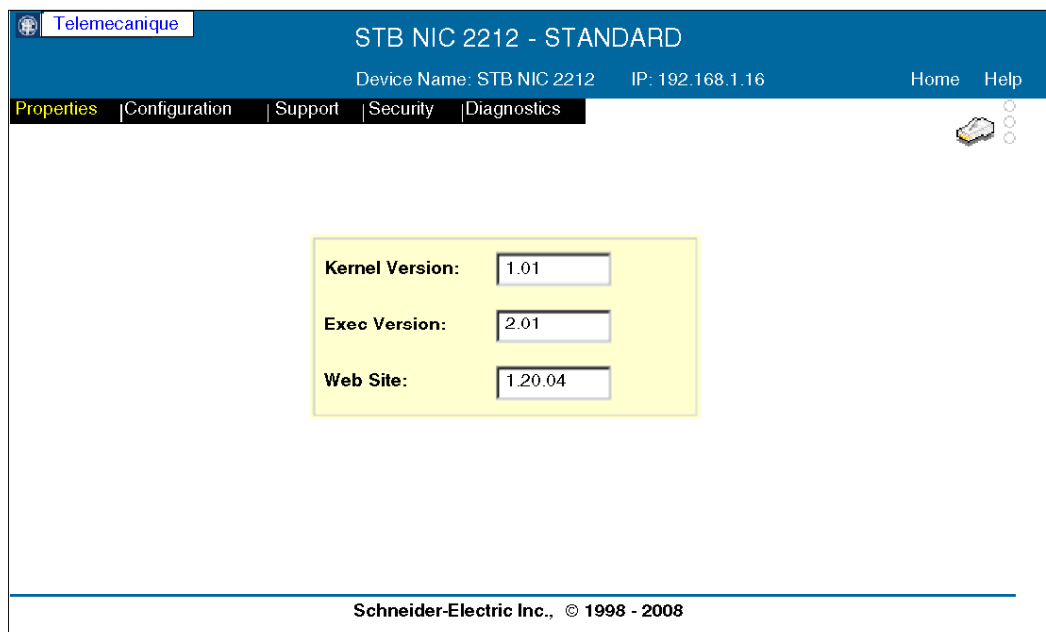 Telemecanique
STB NIC 2212 - STANDARD
Device Name: STB NIC 2212 IP: 192.168.1.16 Home Help
Properties |Configuration | Support |Security |Diagnostics
Kernel Version: 1.01
Exec Version: 2.01
Web Site: 1.20.04
Schneider-Electric Inc., © 1998 - 2008